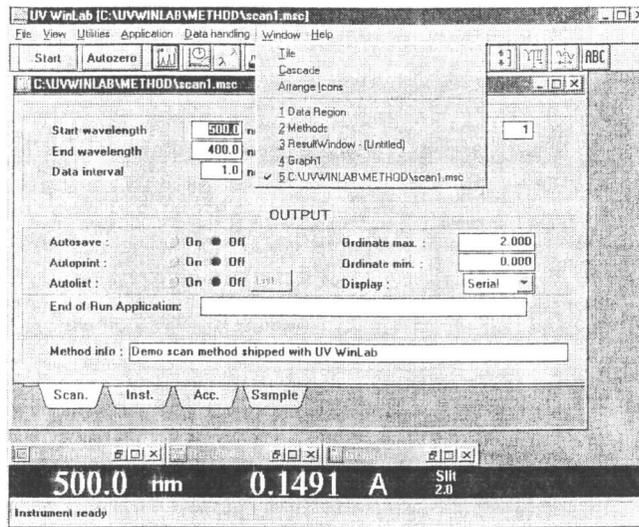 UV WinLab [C:\UVWINLAB\METHOD\scan1.msc]
File View Utilities Application Data handling Window Help
Start Autozero ABC
Tile
Cascade
Arrange Icons
1 Data Region
2 Methods
3 ResultWindow - (Untitled)
4 Graph1
✓ 5 C:\UVWINLAB\METHOD\scan1.msc
C:\UVWINLAB\METHOD\scan1.msc
Start wavelength 500.0
End wavelength 400.0
Data interval 1.0
1
OUTPUT
Autosave : On Off Ordinate max. : 2.000
Autoprint : On Off Ordinate min. : 0.000
Autolist : On Off Display : Serial
End of Run Application:
Method info : Demo scan method shipped with UV WinLab
Scan. Inst. Acc. Sample
500.0 nm 0.1491 A Slit 2.0
Instrument ready